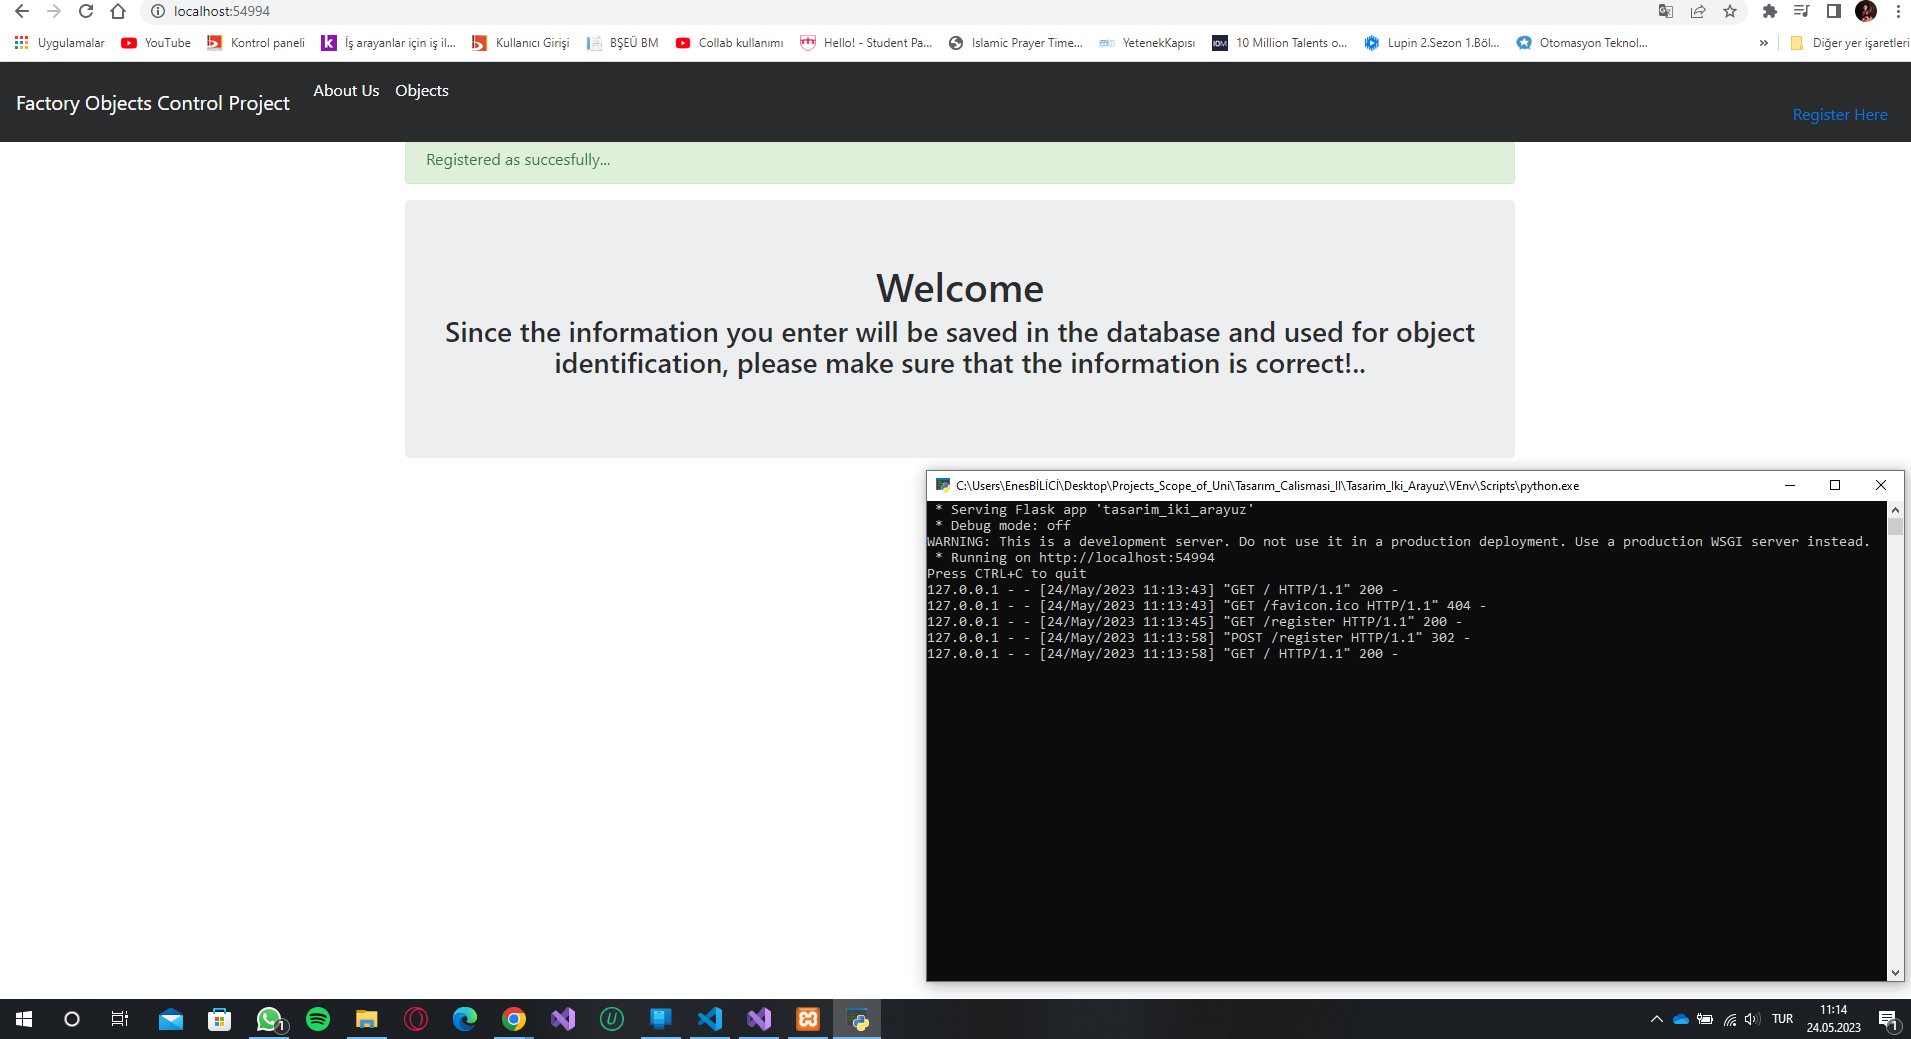 localhost:54994
Uygulamalar YouTube Kontrol paneli İş arayanlar için iş il... Kullanıcı Girişi BŞEÜ BM Collab kullanımı Hello! - Student Pa... Islamic Prayer Time... YetenekKapısı 10 Million Talents o... Lupin 2.Sezon 1.Böl... Otomasyon Teknol... » Diğer yer işaretleri
Factory Objects Control Project About Us Objects
Register Here
Registered as succesfully...
Welcome
Since the information you enter will be saved in the database and used for object
identification, please make sure that the information is correct!..
C:\Users\EnesBİLİCİ\Desktop\Projects_Scope_of_Uni\Tasarım_Calismasi_II\Tasarim_Iki_Arayuz\VEnv\Scripts\python.exe
* Serving Flask app 'tasarim_iki_arayuz'
* Debug mode: off
WARNING: This is a development server. Do not use it in a production deployment. Use a production WSGI server instead.
* Running on http://localhost:54994
Press CTRL+C to quit
127.0.0.1 - - [24/May/2023 11:13:43] "GET / HTTP/1.1" 200 -
127.0.0.1 - - [24/May/2023 11:13:43] "GET /favicon.ico HTTP/1.1" 404 -
127.0.0.1 - - [24/May/2023 11:13:45] "GET /register HTTP/1.1" 200 -
127.0.0.1 - - [24/May/2023 11:13:58] "POST /register HTTP/1.1" 302 -
127.0.0.1 - - [24/May/2023 11:13:58] "GET / HTTP/1.1" 200 -
1
TUR
11:14
24.05.2023
1